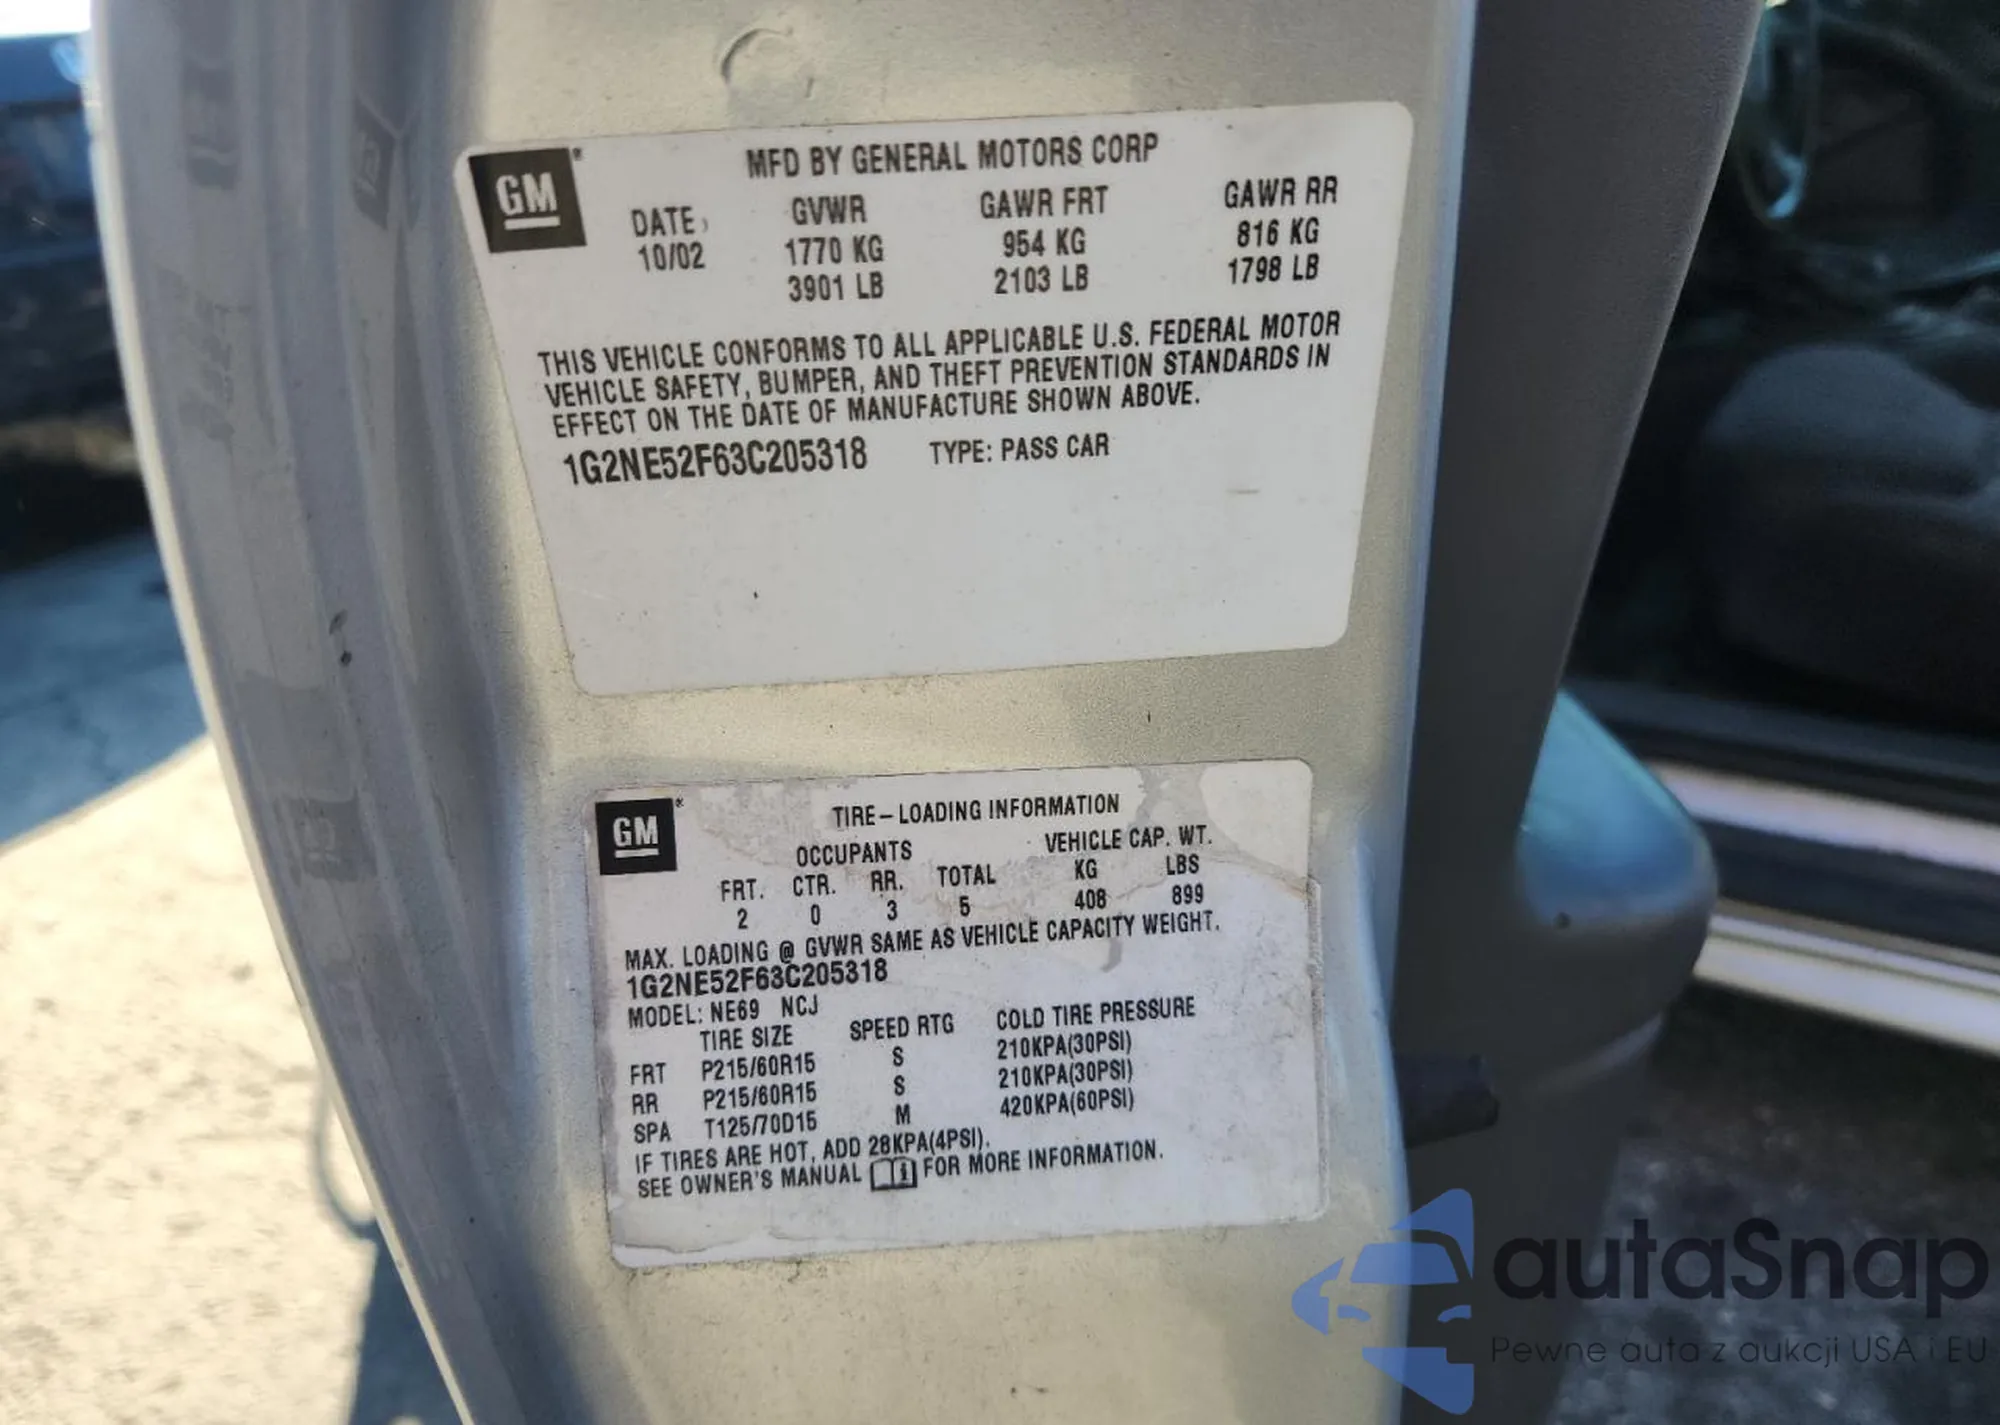 GM
MFD BY GENERAL MOTORS CORP
DATE GVWR GAWR FRT GAWR RR
10/02 1770 KG 954 KG 816 KG
3901 LB 2103 LB 1798 LB
THIS VEHICLE CONFORMS TO ALL APPLICABLE U.S. FEDERAL MOTOR
VEHICLE SAFETY, BUMPER, AND THEFT PREVENTION STANDARDS IN
EFFECT ON THE DATE OF MANUFACTURE SHOWN ABOVE.
1G2NE52F63C205318 TYPE: PASS CAR
GM
TIRE-LOADING INFORMATION
OCCUPANTS VEHICLE CAP. WT.
FRT. CTR. RR. TOTAL KG LBS
2 0 3 5 408 899
MAX. LOADING @ GVWR SAME AS VEHICLE CAPACITY WEIGHT.
1G2NE52F63C205318
MODEL: NE69 NCJ
TIRE SIZE SPEED RTG COLD TIRE PRESSURE
FRT P215/60R15 S 210KPA(30PSI)
RR P215/60R15 S 210KPA(30PSI)
SPA T125/70D15 M 420KPA(60PSI)
IF TIRES ARE HOT, ADD 28KPA(4PSI).
SEE OWNER'S MANUAL FOR MORE INFORMATION.
autaSnap
Pewne auta z aukcji USA i EU